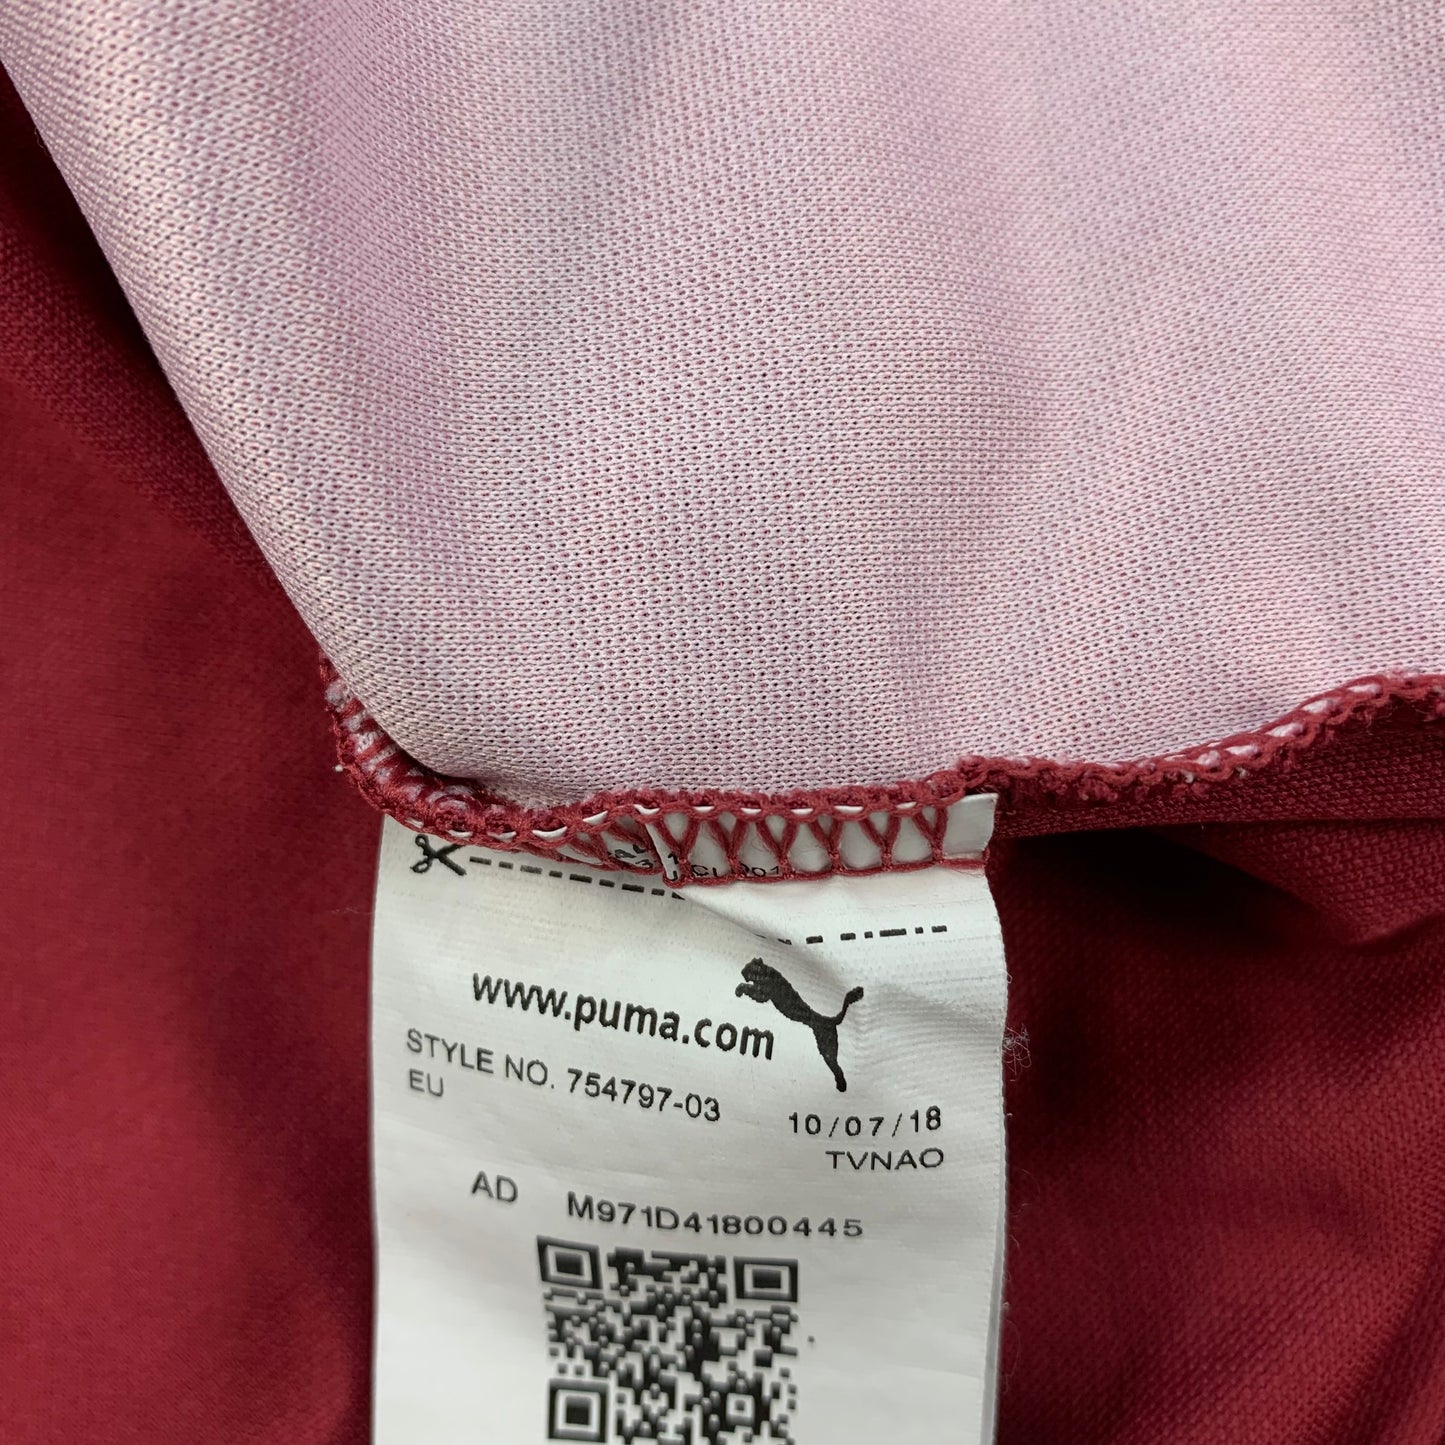 www.puma.com
STYLE NO. 754797-03
EU
10/07/18
TVNAO
AD M971D41800445